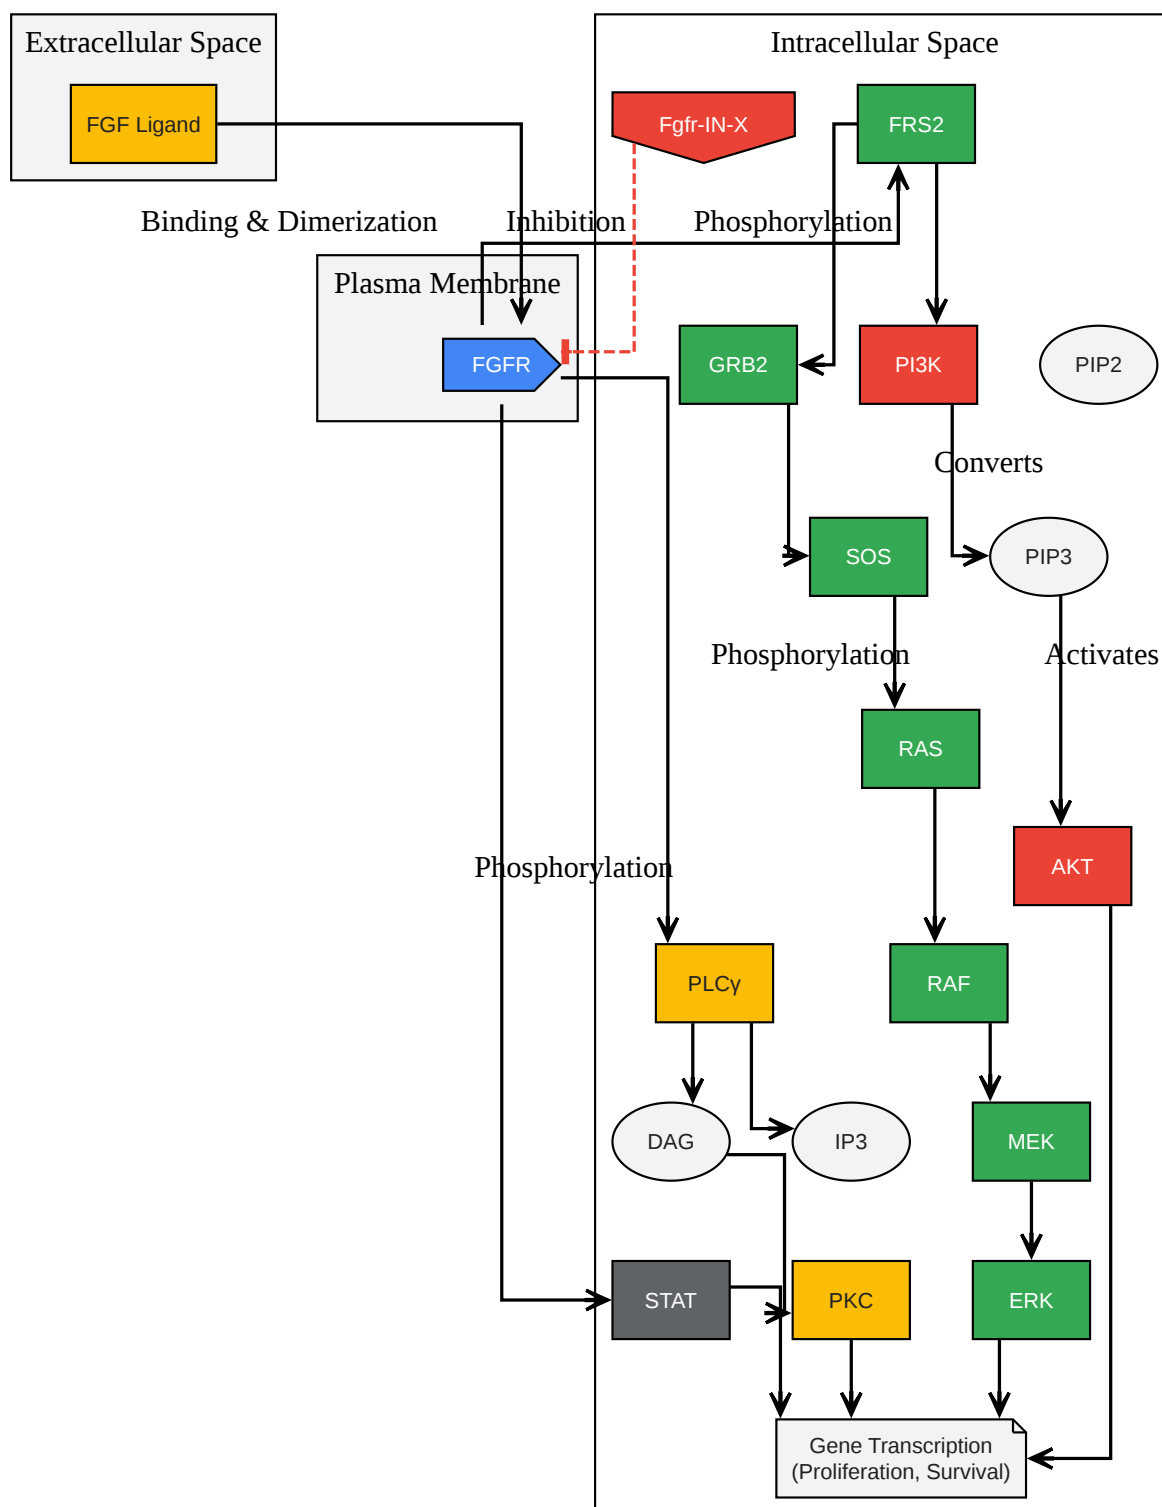 Extracellular Space
Intracellular Space
FGF Ligand
Fgfr-IN-X
FRS2
Binding & Dimerization
Inhibition
Phosphorylation
Plasma Membrane
FGFR
GRB2
PI3K
PIP2
Converts
SOS
PIP3
Phosphorylation
Activates
RAS
AKT
Phosphorylation
PLCγ
RAF
DAG
IP3
MEK
STAT
PKC
ERK
Gene Transcription
(Proliferation, Survival)